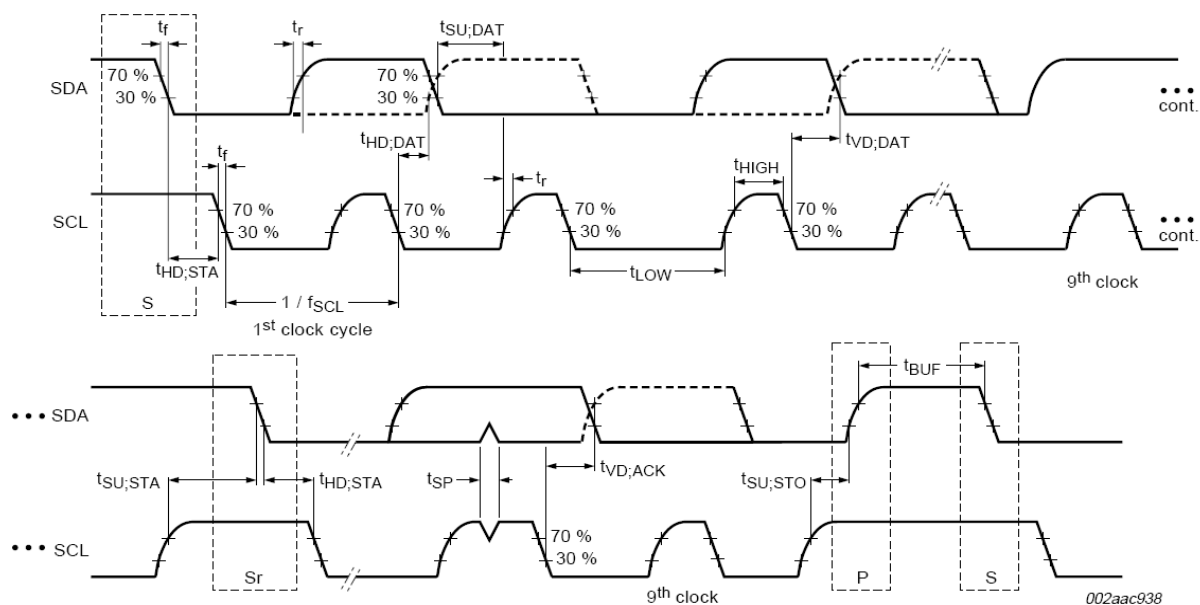 tf
tr
tSU;DAT
70 %
30 %
SDA
70 %
30 %
cont.
tHD;DAT
tVD;DAT
tf
tr
tHIGH
SCL
70 %
30 %
70 %
30 %
70 %
30 %
70 %
30 %
cont.
tHD;STA
tLOW
S
1 / fSCL
1st clock cycle
9th clock
tBUF
SDA
tSU;STA
tHD;STA
tSP
tVD;ACK
tSU;STO
SCL
70 %
30 %
Sr
9th clock
P
S
002aac938